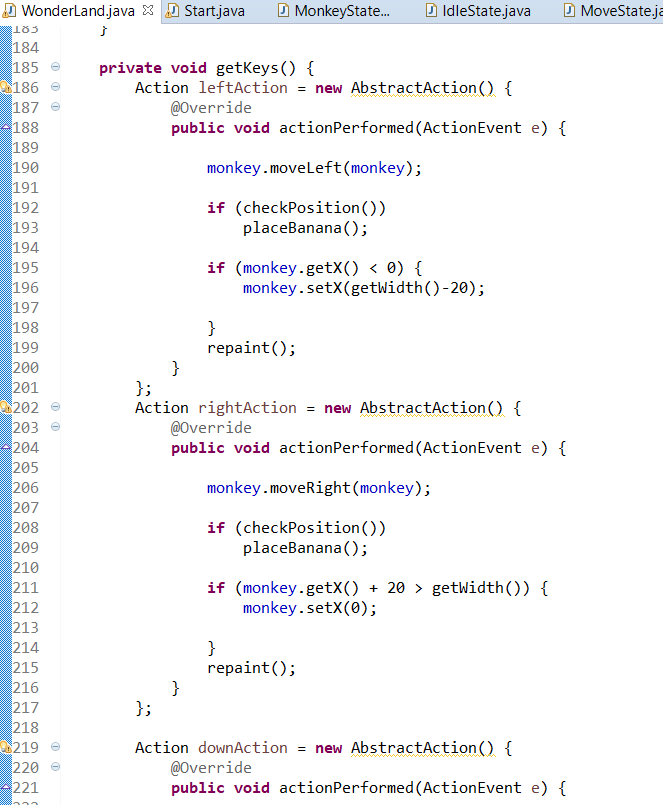 WonderLand.java Start.java MonkeyState... IdleState.java MoveState.ja
183 }
184
185 private void getKeys() {
186 Action leftAction = new AbstractAction() {
187 @Override
188 public void actionPerformed(ActionEvent e) {
189
190 monkey.moveLeft(monkey);
191
192 if (checkPosition())
193 placeBanana();
194
195 if (monkey.getX() < 0) {
196 monkey.setX(getWidth()-20);
197
198 }
199 repaint();
200 }
201 };
202 Action rightAction = new AbstractAction() {
203 @Override
204 public void actionPerformed(ActionEvent e) {
205
206 monkey.moveRight(monkey);
207
208 if (checkPosition())
209 placeBanana();
210
211 if (monkey.getX() + 20 > getWidth()) {
212 monkey.setX(0);
213
214 }
215 repaint();
216 }
217 };
218
219 Action downAction = new AbstractAction() {
220 @Override
221 public void actionPerformed(ActionEvent e) {